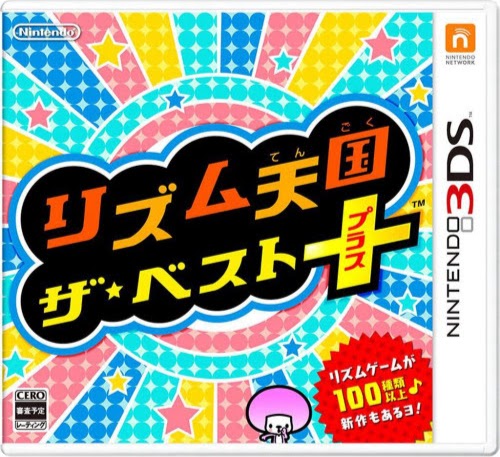 Nintendo
NINTENDO
NETWORK
NINTENDO 3DS™
てん ごく
リズム天国
ザ★ベスト
プラス
™
リズムゲームが
100種類以上♪
新作もあるヨ!
CERO
審査予定
レーティング